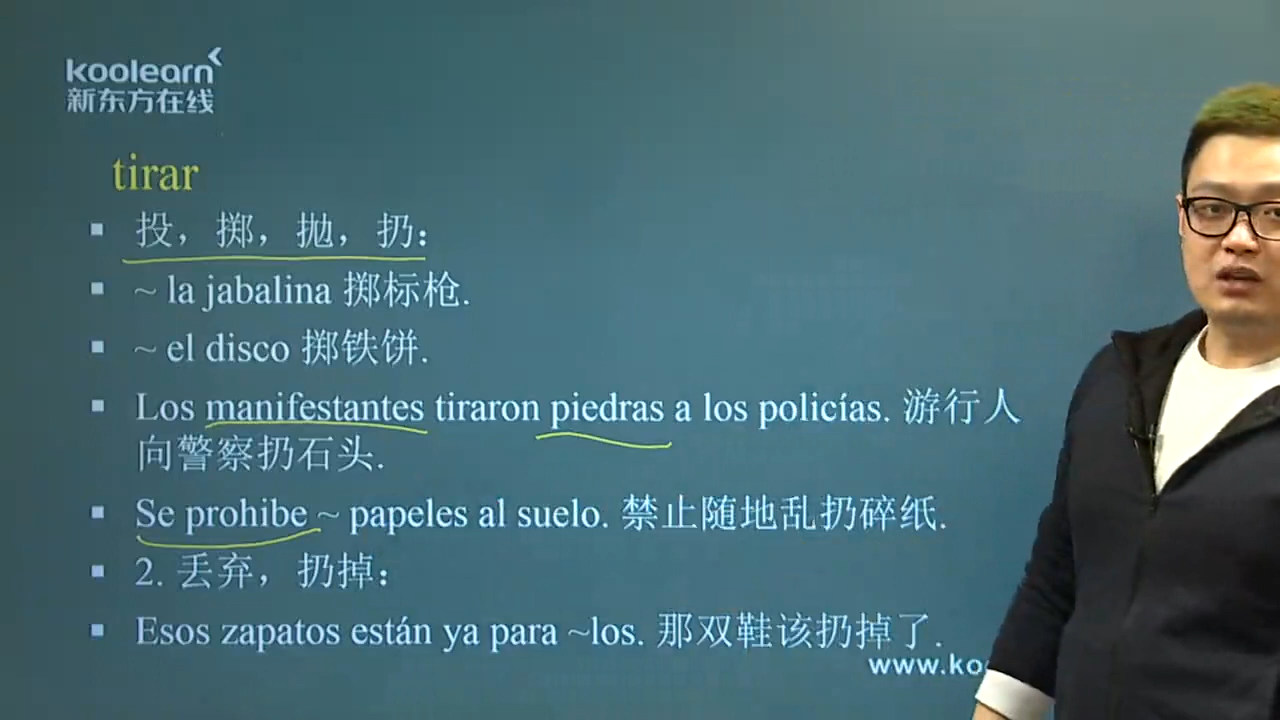 koolearn
新东方在线
tirar
▪ 投，掷，抛，扔：
▪ ~ la jabalina 掷标枪.
▪ ~ el disco 掷铁饼.
▪ Los manifestantes tiraron piedras a los policías. 游行人
向警察扔石头.
▪ Se prohibe ~ papeles al suelo. 禁止随地乱扔碎纸.
▪ 2. 丢弃，扔掉：
▪ Esos zapatos están ya para ~los. 那双鞋该扔掉了.
www.ko